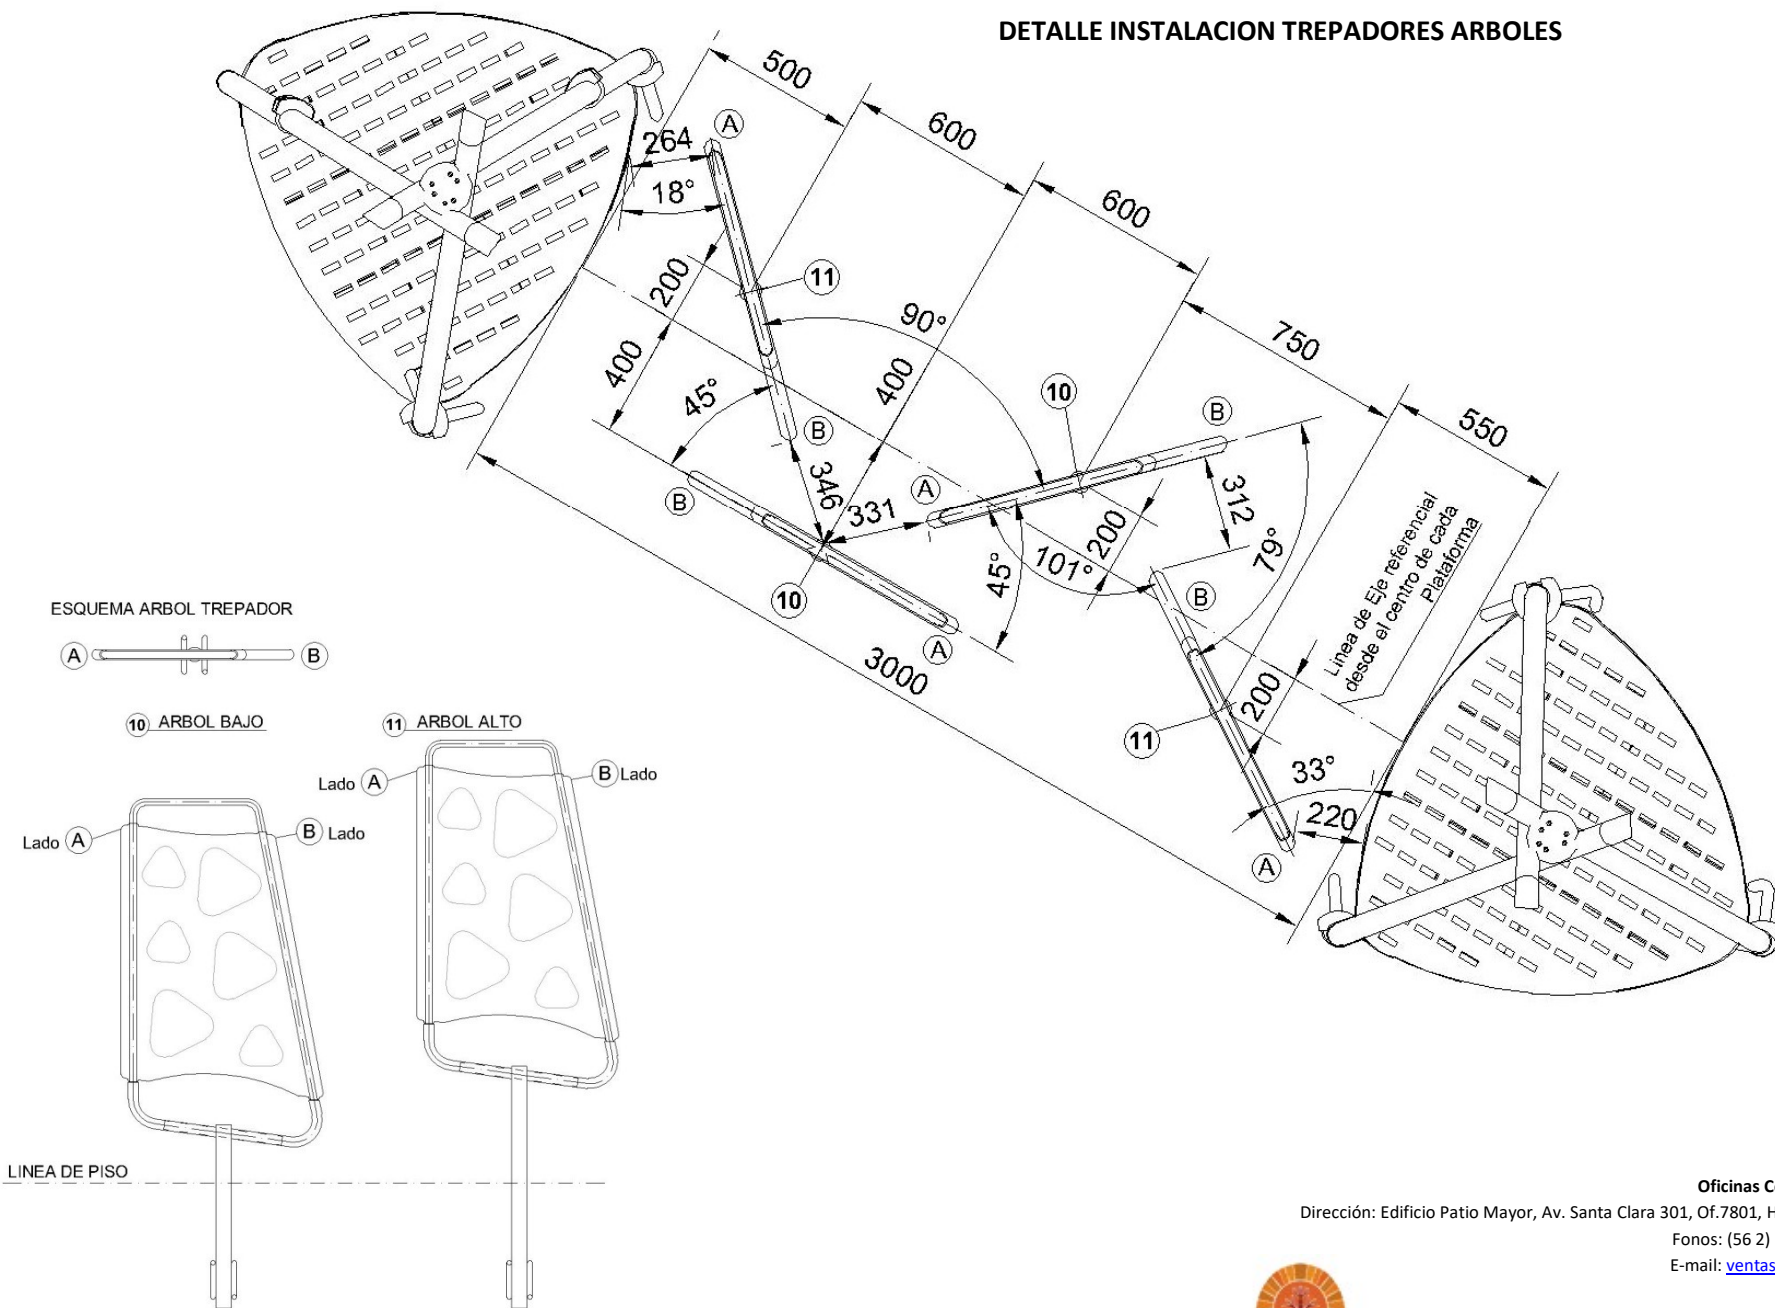 DETALLE INSTALACION TREPADORES ARBOLES
500
600
600
750
550
264
18°
A
11
200
400
90°
400
45°
B
346
331
10
B
A
B
312
79°
200
101°
45°
10
A
3000
B
200
11
33°
220
A
Linea de Eje referencial
desde el centro de cada
Plataforma
ESQUEMA ARBOL TREPADOR
A
B
10 ARBOL BAJO
11 ARBOL ALTO
Lado A
B Lado
Lado A
B Lado
LINEA DE PISO
Oficinas C
Dirección: Edificio Patio Mayor, Av. Santa Clara 301, Of.7801, H
Fonos: (56 2)
E-mail: ventas